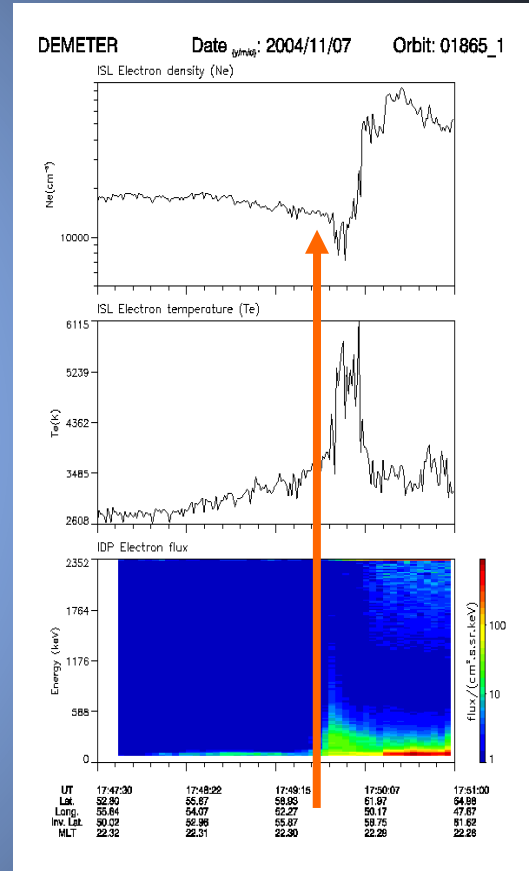 DEMETER Date (y/m/d): 2004/11/07 Orbit: 01865_1
ISL Electron density (Ne)
Ne(cm⁻³)
10000
ISL Electron temperature (Te)
6115
5239
4362
3485
2608
Te(K)
IDP Electron flux
2352
1764
1176
588
0
Energy (keV)
100
10
1
flux/(cm².s.sr.keV)
UT 17:47:30 17:48:22 17:49:15 17:50:07 17:51:00
Lat. 52.80 55.87 58.93 61.97 64.98
Long. 55.64 54.07 52.27 50.17 47.67
Inv. Lat. 50.02 52.96 55.87 58.75 61.62
MLT 22.32 22.31 22.30 22.29 22.28